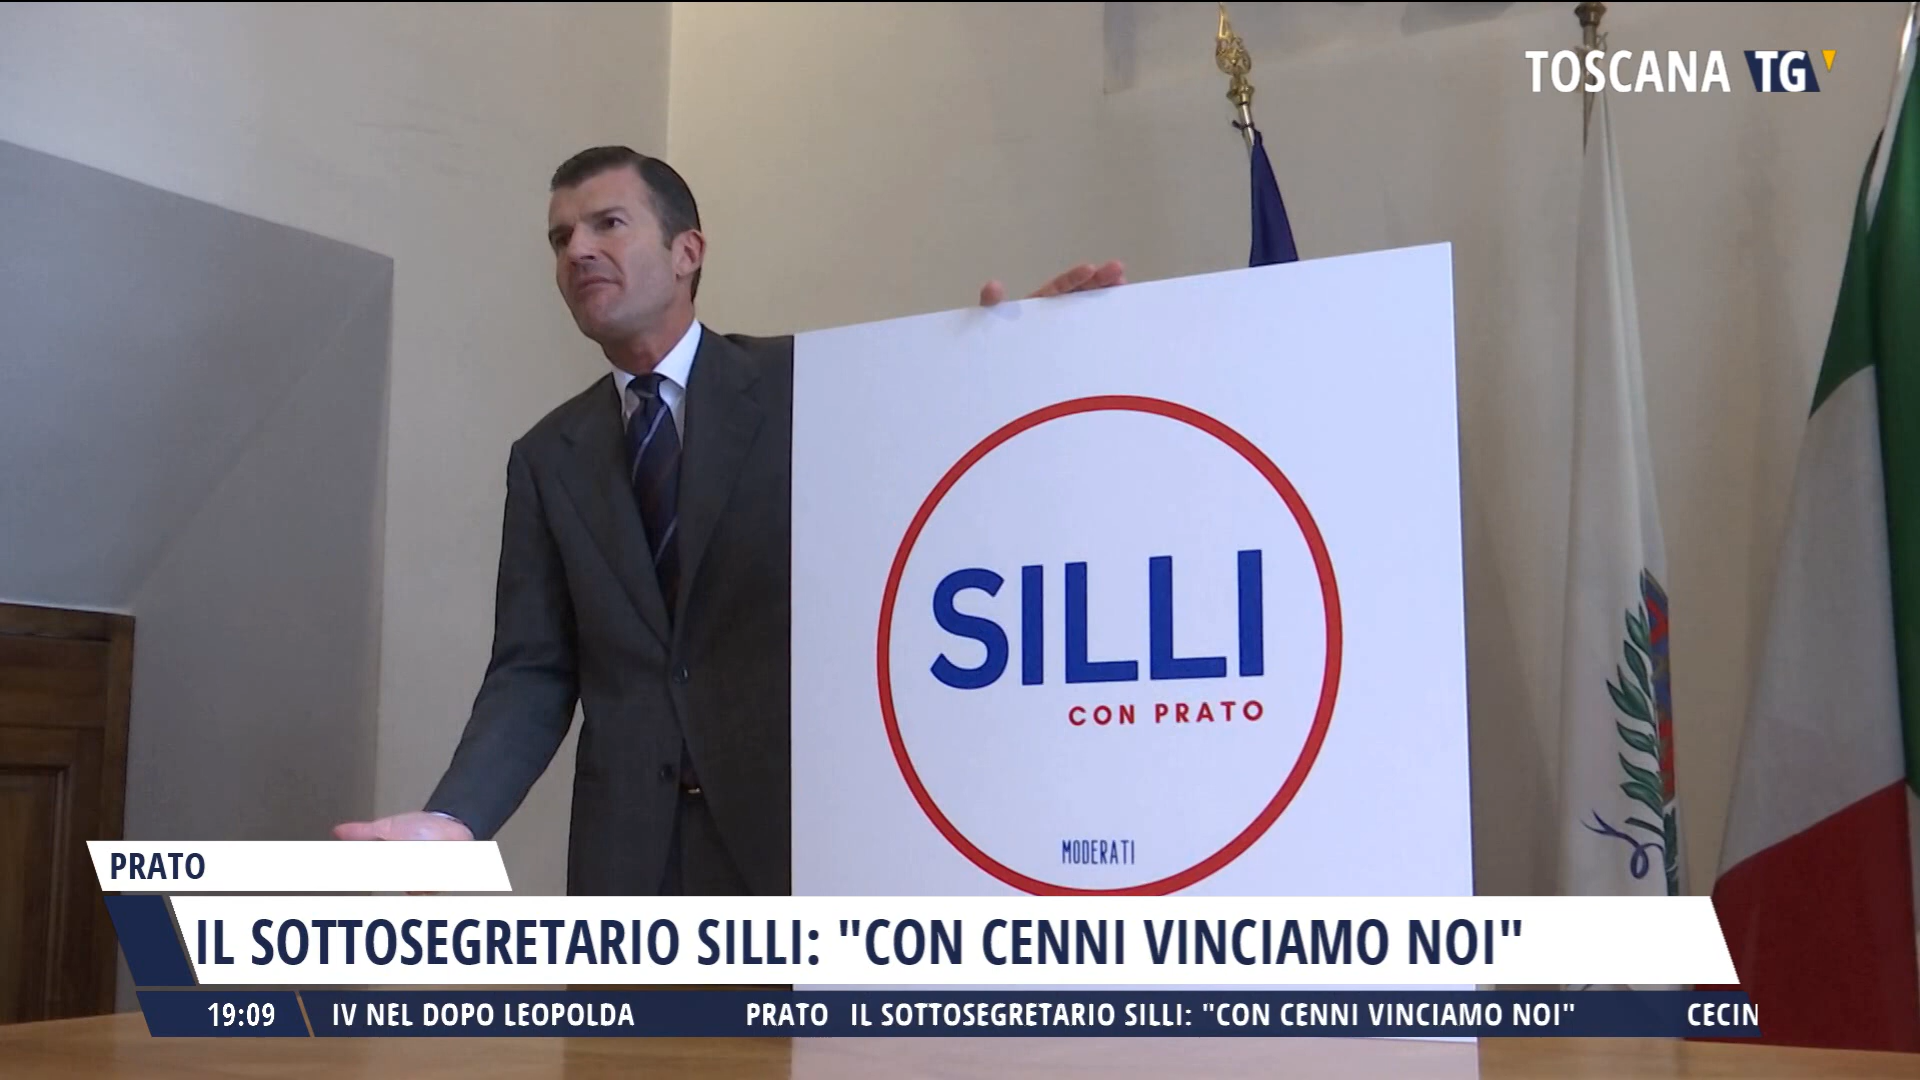 TOSCANA TG
SILLI
CON PRATO
MODERATI
PRATO
IL SOTTOSEGRETARIO SILLI: "CON CENNI VINCIAMO NOI"
19:09 IV NEL DOPO LEOPOLDA PRATO IL SOTTOSEGRETARIO SILLI: "CON CENNI VINCIAMO NOI" CECIN